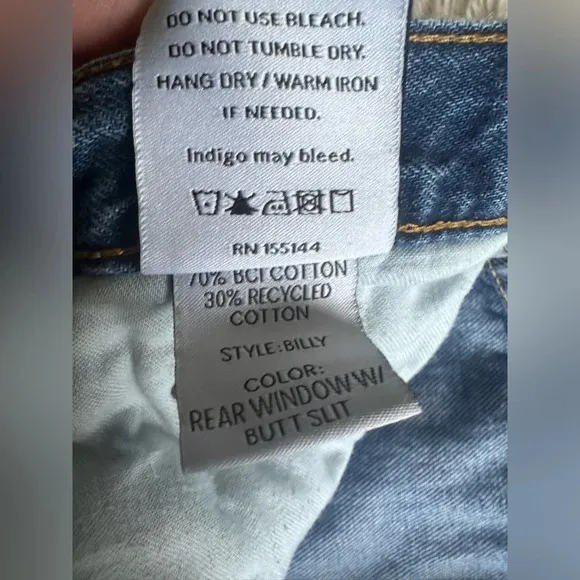 DO NOT USE BLEACH.
DO NOT TUMBLE DRY.
HANG DRY / WARM IRON
IF NEEDED.
Indigo may bleed.
RN 155144
70% BCI COTTON
30% RECYCLED
COTTON
STYLE: BILLY
COLOR:
REAR WINDOW W/
BUTT SLIT